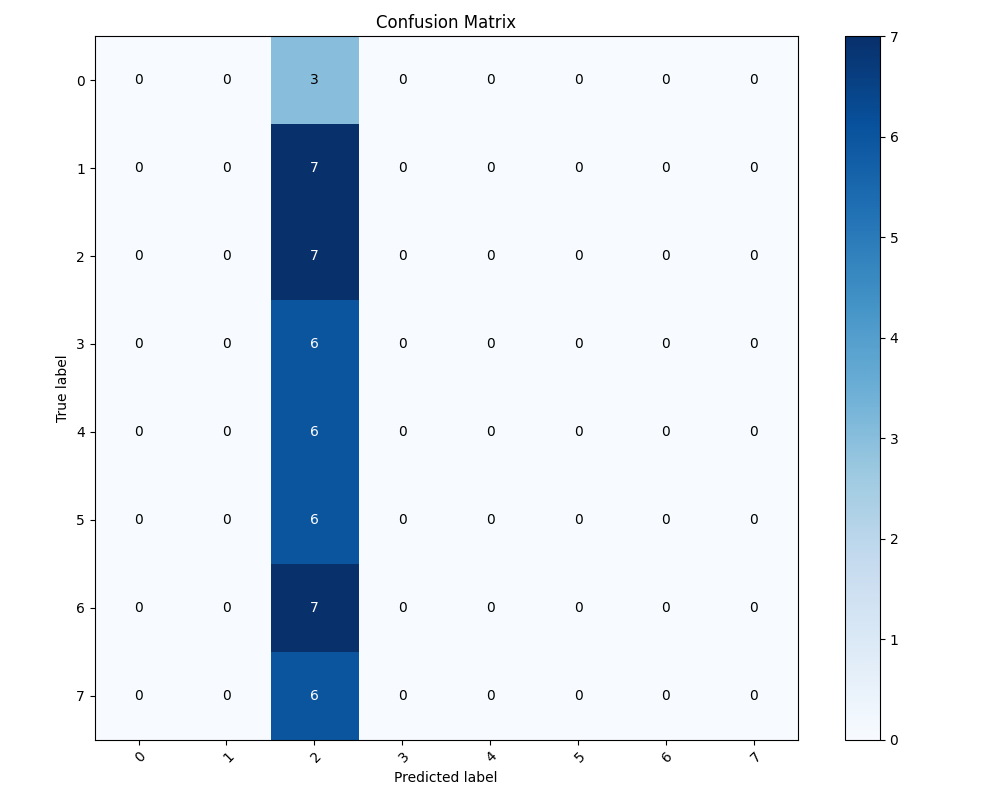 Confusion Matrix
0 0 0 3 0 0 0 0 0
1 0 0 7 0 0 0 0 0
2 0 0 7 0 0 0 0 0
3 0 0 6 0 0 0 0 0
4 0 0 6 0 0 0 0 0
5 0 0 6 0 0 0 0 0
6 0 0 7 0 0 0 0 0
7 0 0 6 0 0 0 0 0
True label
0 1 2 3 4 5 6 7
Predicted label
7
6
5
4
3
2
1
0